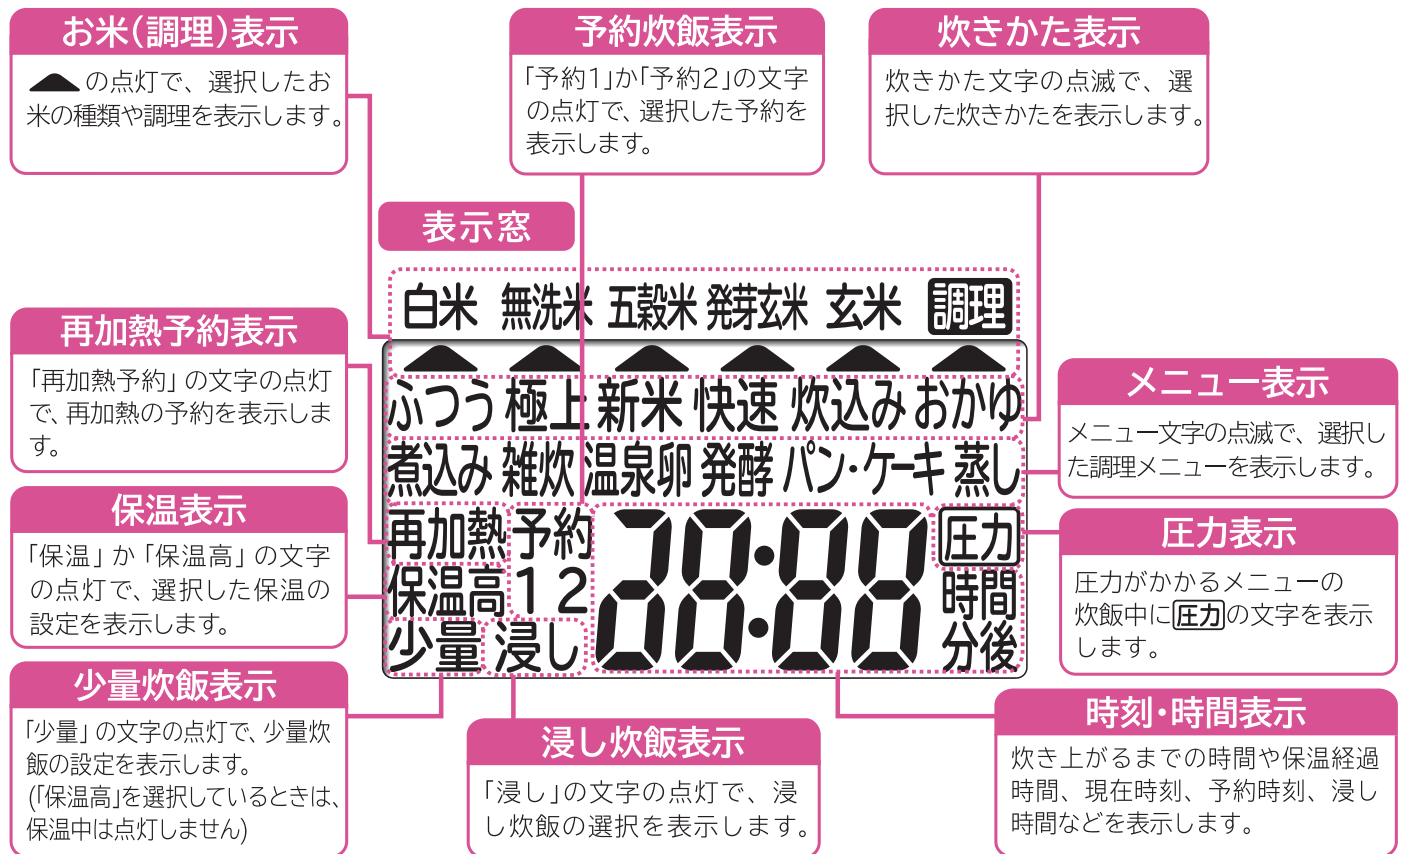 お米(調理)表示
▲の点灯で、選択したお
米の種類や調理を表示します。
予約炊飯表示
「予約1」か「予約2」の文字
の点灯で、選択した予約を
表示します。
炊きかた表示
炊きかた文字の点滅で、選
択した炊きかたを表示します。
表示窓
白米 無洗米 五穀米 発芽玄米 玄米 調理
ふつう 極上 新米 快速 炊込み おかゆ
煮込み 雑炊 温泉卵 発酵 パン・ケーキ 蒸し
再加熱 予約 圧力
保温高 1 2 38:88 時間
少量 浸し 分後
再加熱予約表示
「再加熱予約」の文字の点灯
で、再加熱の予約を表示しま
す。
保温表示
「保温」か「保温高」の文字
の点灯で、選択した保温の
設定を表示します。
少量炊飯表示
「少量」の文字の点灯で、少量炊
飯の設定を表示します。
(「保温高」を選択しているときは、
保温中は点灯しません)
浸し炊飯表示
「浸し」の文字の点灯で、浸
し炊飯の選択を表示します。
メニュー表示
メニュー文字の点滅で、選択し
た調理メニューを表示します。
圧力表示
圧力がかかるメニューの
炊飯中に圧力の文字を表示
します。
時刻・時間表示
炊き上がるまでの時間や保温経過
時間、現在時刻、予約時刻、浸し
時間などを表示します。